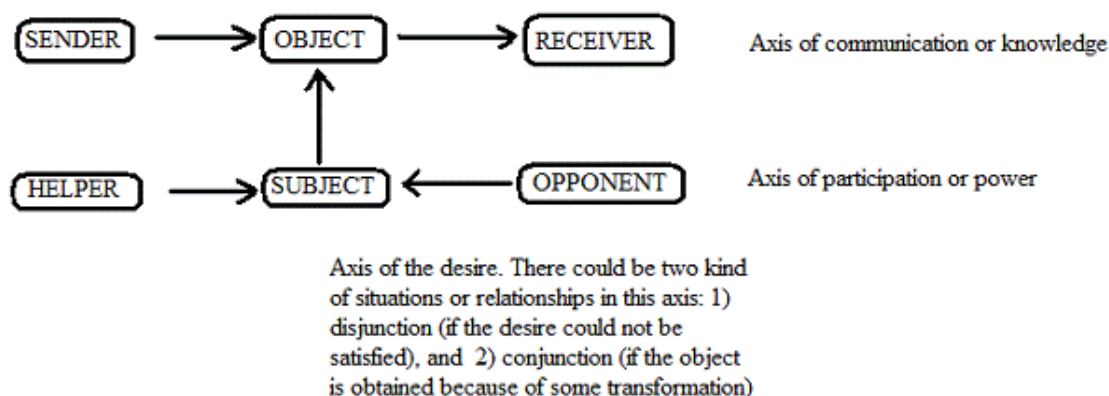 SENDER OBJECT RECEIVER Axis of communication or knowledge
HELPER SUBJECT OPPONENT Axis of participation or power
Axis of the desire. There could be two kind
of situations or relationships in this axis: 1)
disjunction (if the desire could not be
satisfied), and 2) conjunction (if the object
is obtained because of some transformation)